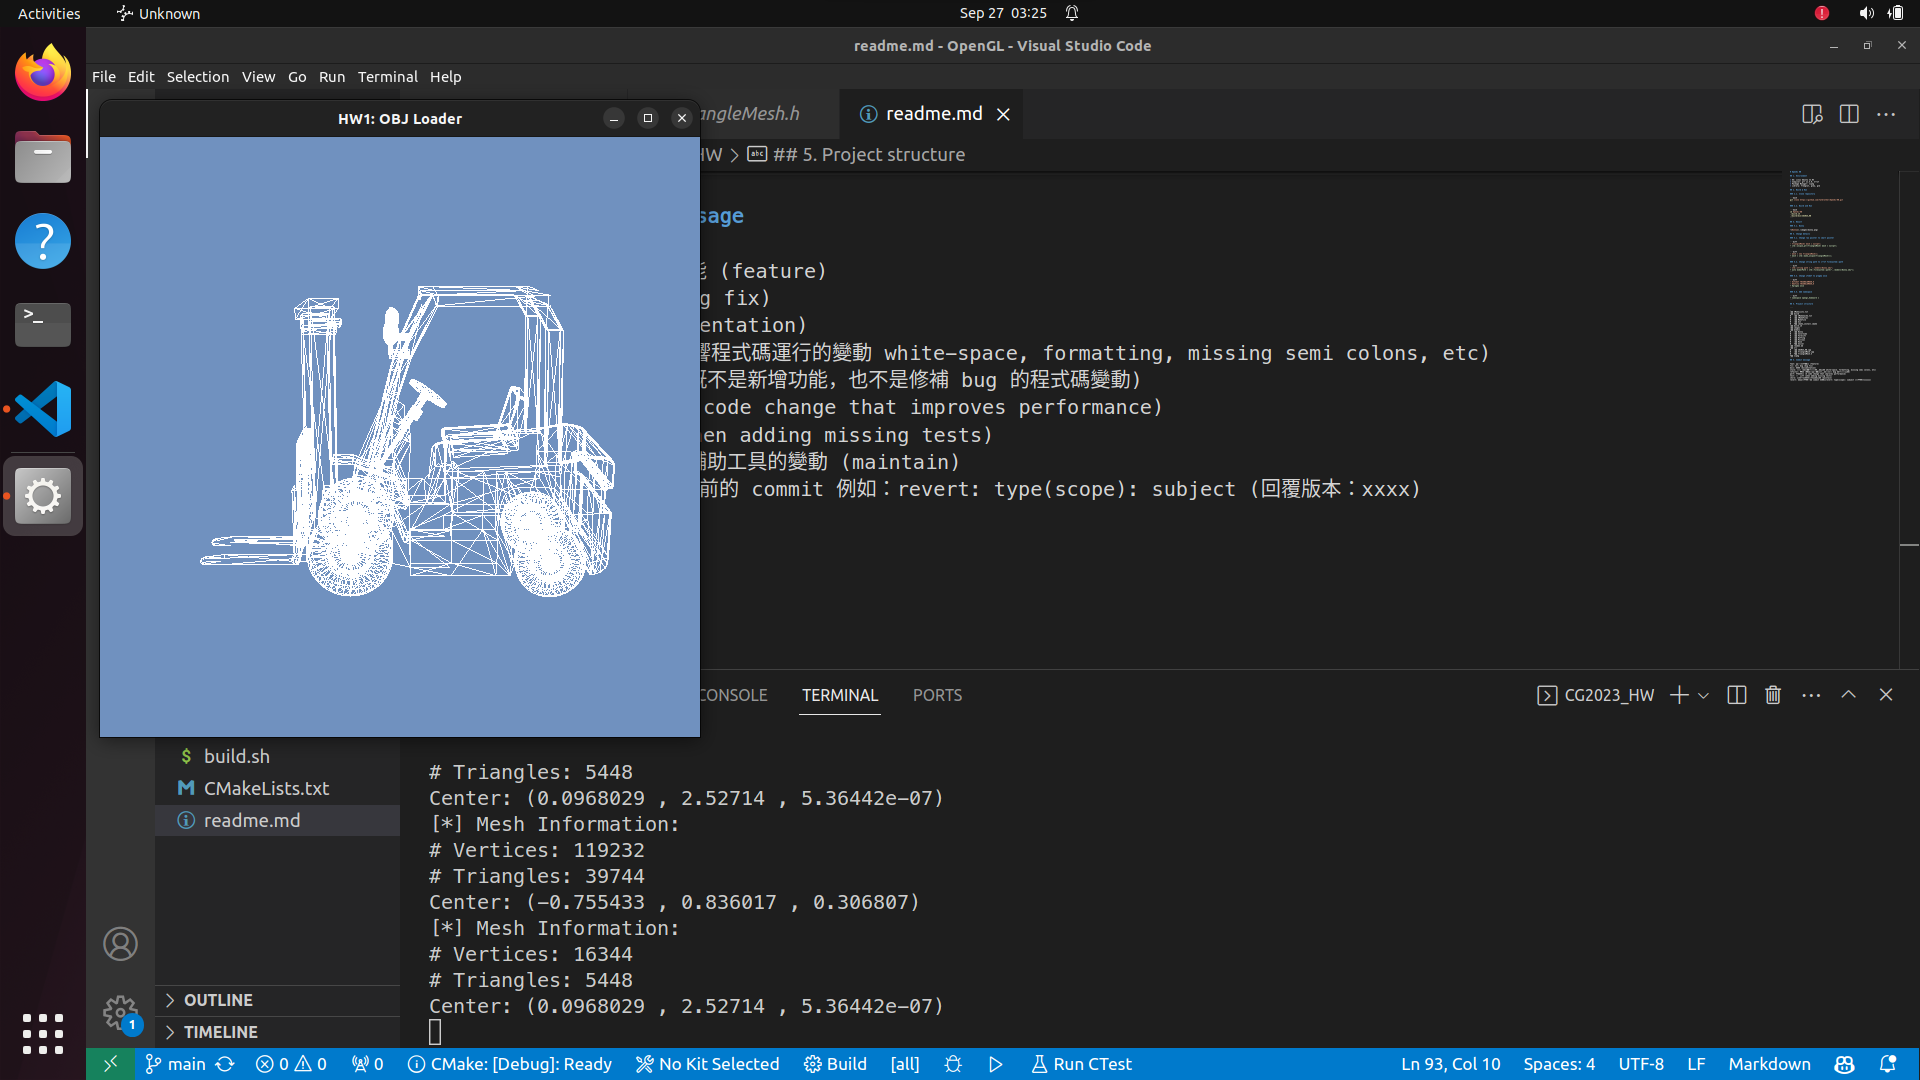 Activities
Unknown
Sep 27 03:25
readme.md - OpenGL - Visual Studio Code
File Edit Selection View Go Run Terminal Help
HW1: OBJ Loader
angleMesh.h
readme.md
HW > ## 5. Project structure
sage
(feature)
g fix)
entation)
響程式碼運行的變動 white-space, formatting, missing semi colons, etc)
既不是新增功能，也不是修補 bug 的程式碼變動)
code change that improves performance)
en adding missing tests)
輔助工具的變動 (maintain)
前的 commit 例如：revert: type(scope): subject (回覆版本：xxxx)
CONSOLE
TERMINAL
PORTS
CG2023_HW
build.sh
CMakeLists.txt
readme.md
OUTLINE
TIMELINE
# Triangles: 5448
Center: (0.0968029 , 2.52714 , 5.36442e-07)
[*] Mesh Information:
# Vertices: 119232
# Triangles: 39744
Center: (-0.755433 , 0.836017 , 0.306807)
[*] Mesh Information:
# Vertices: 16344
# Triangles: 5448
Center: (0.0968029 , 2.52714 , 5.36442e-07)
1
main
0 0
0
CMake: [Debug]: Ready
No Kit Selected
Build
[all]
Run CTest
Ln 93, Col 10
Spaces: 4
UTF-8
LF
Markdown